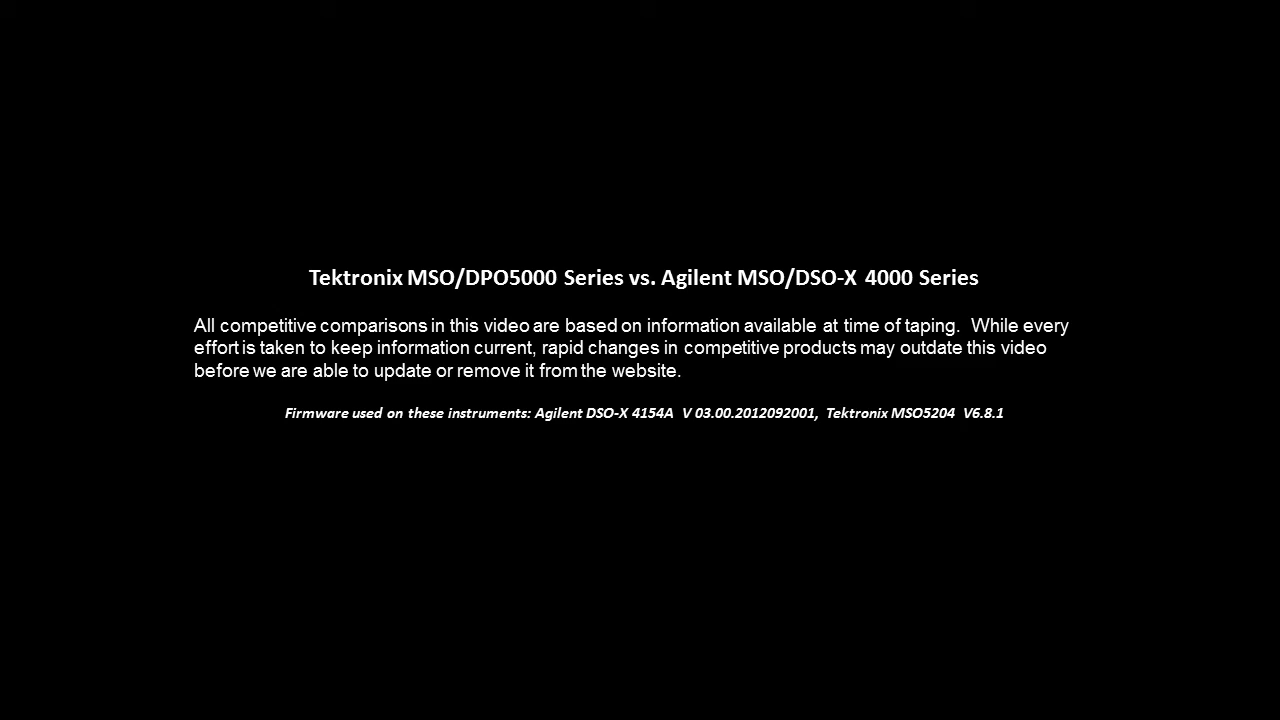 Tektronix MSO/DPO5000 Series vs. Agilent MSO/DSO-X 4000 Series
All competitive comparisons in this video are based on information available at time of taping.  While every
effort is taken to keep information current, rapid changes in competitive products may outdate this video
before we are able to update or remove it from the website.
Firmware used on these instruments: Agilent DSO-X 4154A  V 03.00.2012092001,  Tektronix MSO5204  V6.8.1